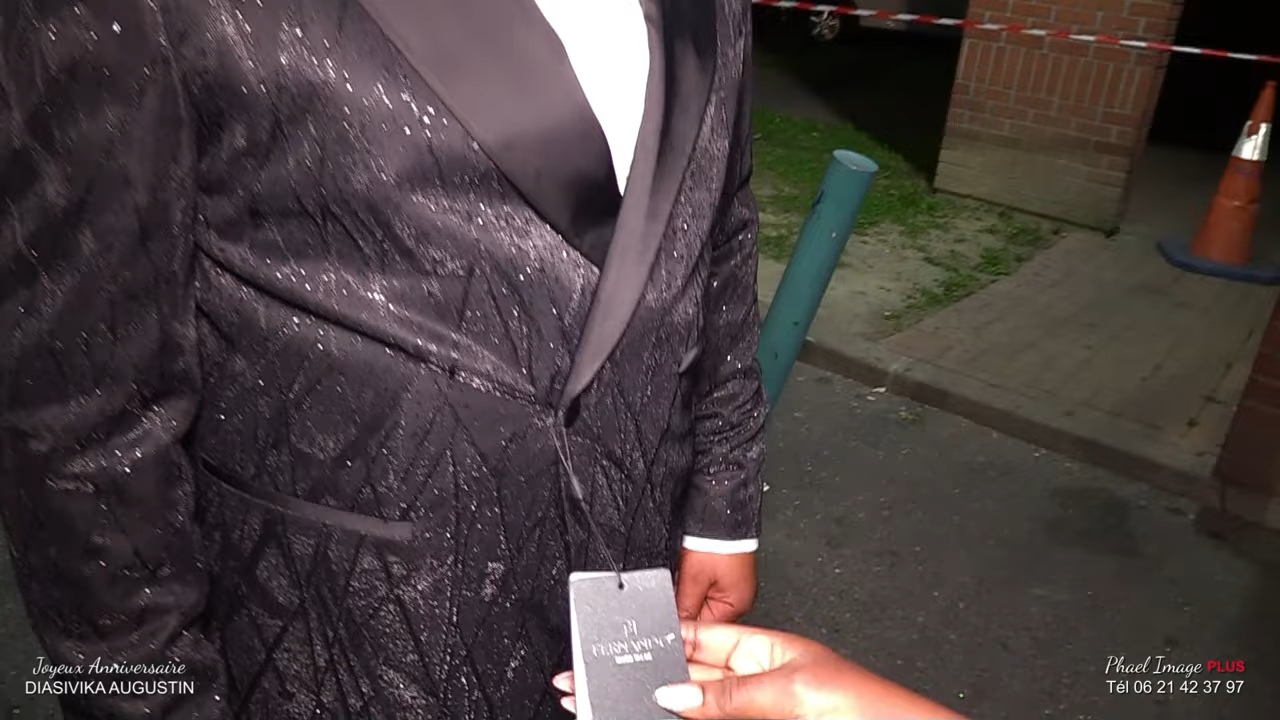 Joyeux Anniversaire
DIASIVIKA AUGUSTIN
Phael Image PLUS
Tél 06 21 42 37 97